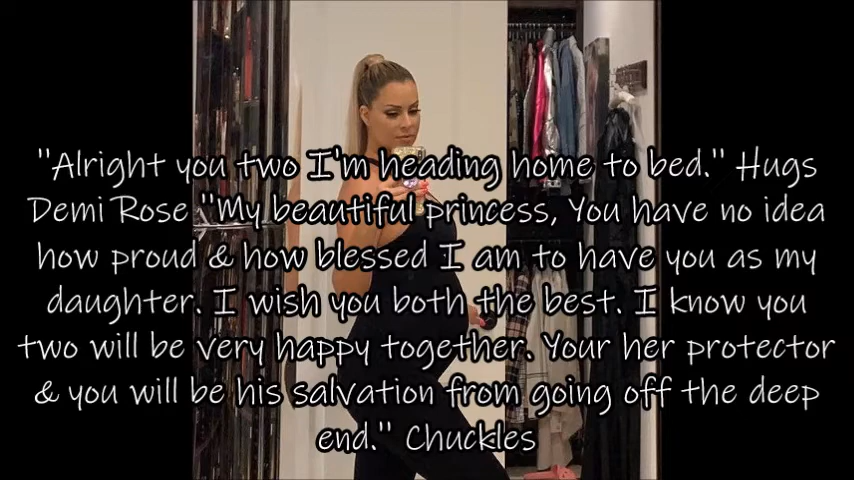 "Alright you two I'm heading home to bed." Hugs
Demi Rose "My beautiful princess, You have no idea
how proud & how blessed I am to have you as my
daughter. I wish you both the best. I know you
two will be very happy together. Your her protector
& you will be his salvation from going off the deep
end." Chuckles